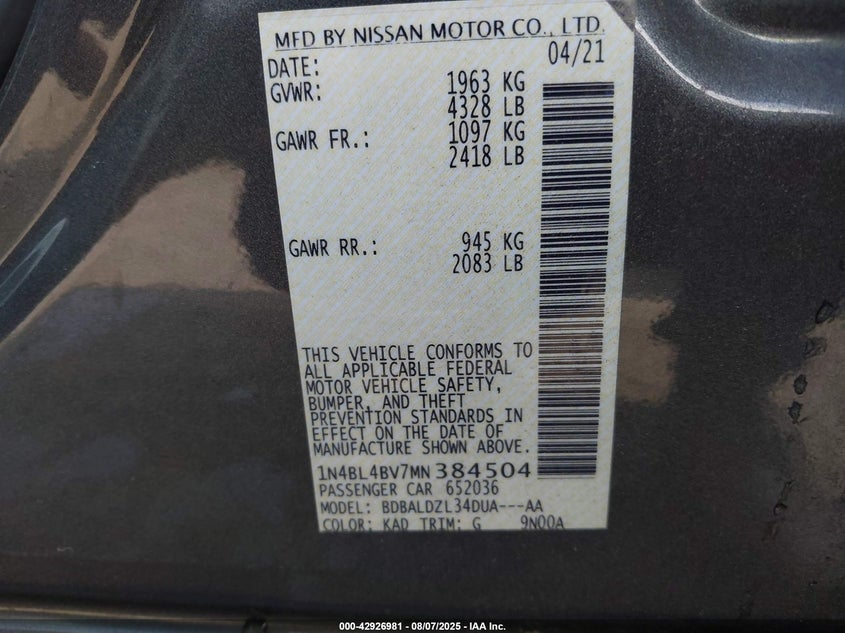 MFD BY NISSAN MOTOR CO., LTD.
DATE: 04/21
GVWR: 1963 KG
4328 LB
GAWR FR.: 1097 KG
2418 LB
GAWR RR.: 945 KG
2083 LB
THIS VEHICLE CONFORMS TO
ALL APPLICABLE FEDERAL
MOTOR VEHICLE SAFETY,
BUMPER, AND THEFT
PREVENTION STANDARDS IN
EFFECT ON THE DATE OF
MANUFACTURE SHOWN ABOVE.
1N4BL4BV7MN384504
PASSENGER CAR 652036
MODEL: BDBALDZL34DUA---AA
COLOR: KAD TRIM: G 9N00A
000-42926981 - 08/07/2025 - IAA Inc.